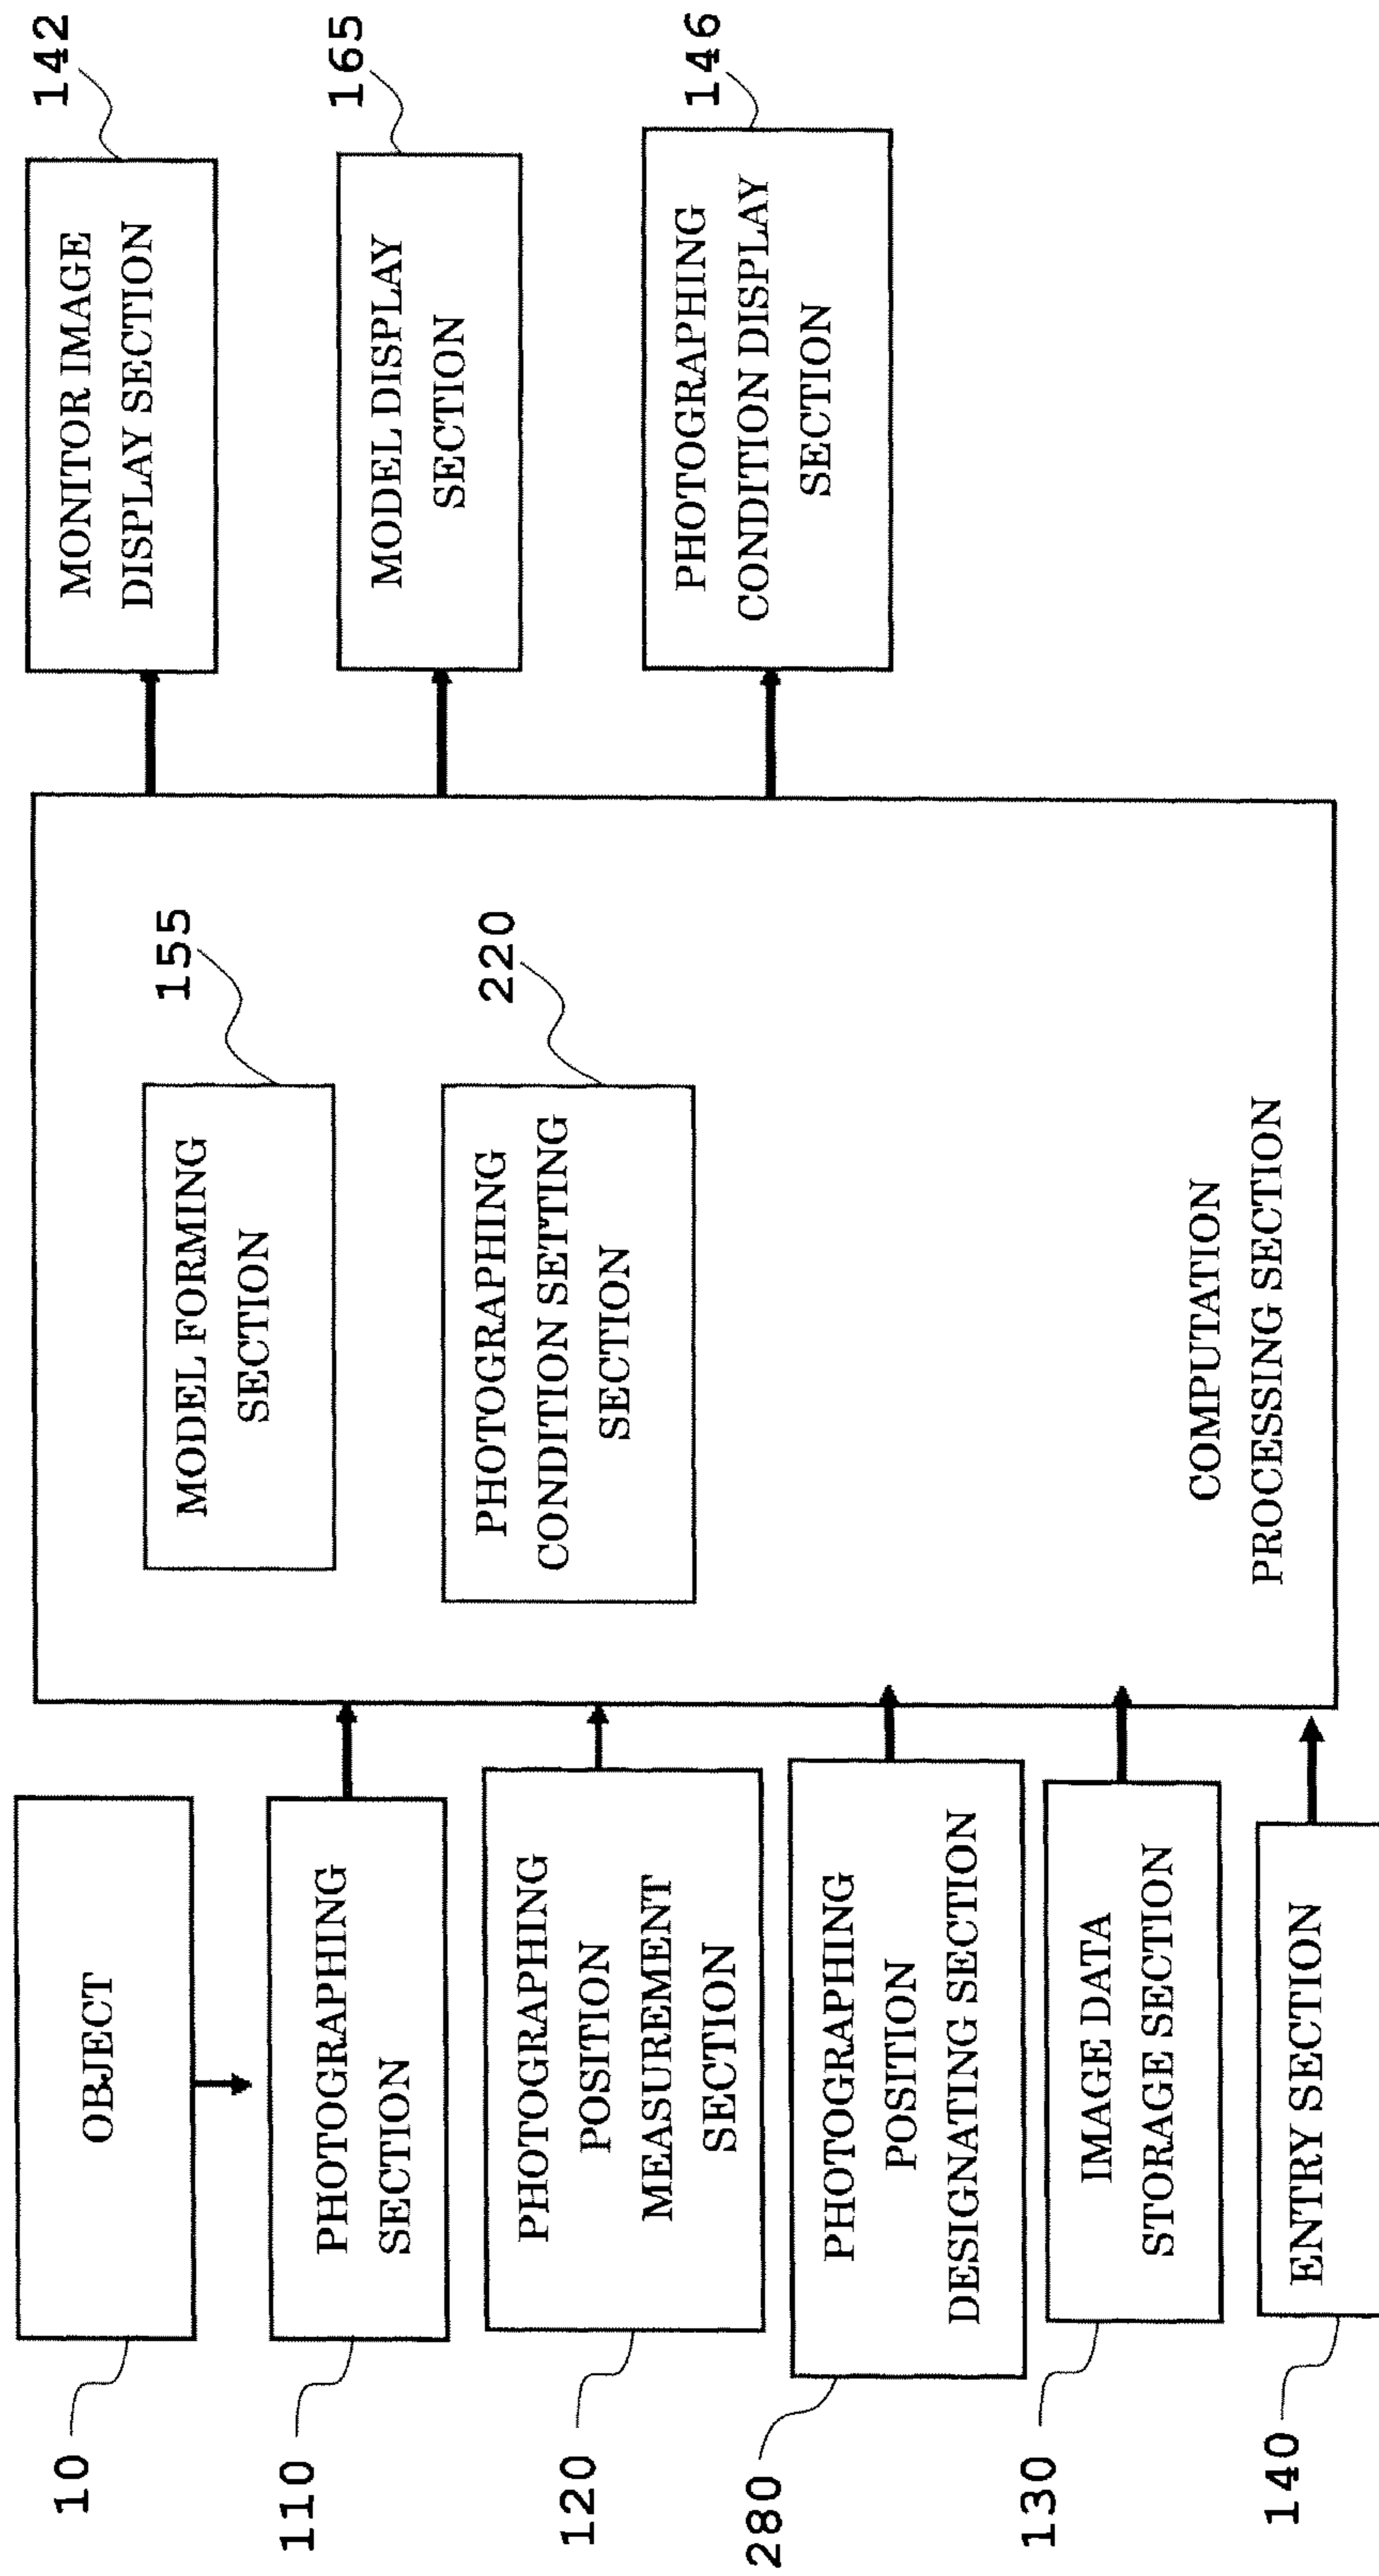 10
OBJECT
110
PHOTOGRAPHING
SECTION
120
PHOTOGRAPHING
POSITION
MEASUREMENT
SECTION
280
PHOTOGRAPHING
POSITION
DESIGNATING SECTION
130
IMAGE DATA
STORAGE SECTION
140
ENTRY SECTION
155
MODEL FORMING
SECTION
220
PHOTOGRAPHING
CONDITION SETTING
SECTION
COMPUTATION
PROCESSING SECTION
142
MONITOR IMAGE
DISPLAY SECTION
165
MODEL DISPLAY
SECTION
146
PHOTOGRAPHING
CONDITION DISPLAY
SECTION